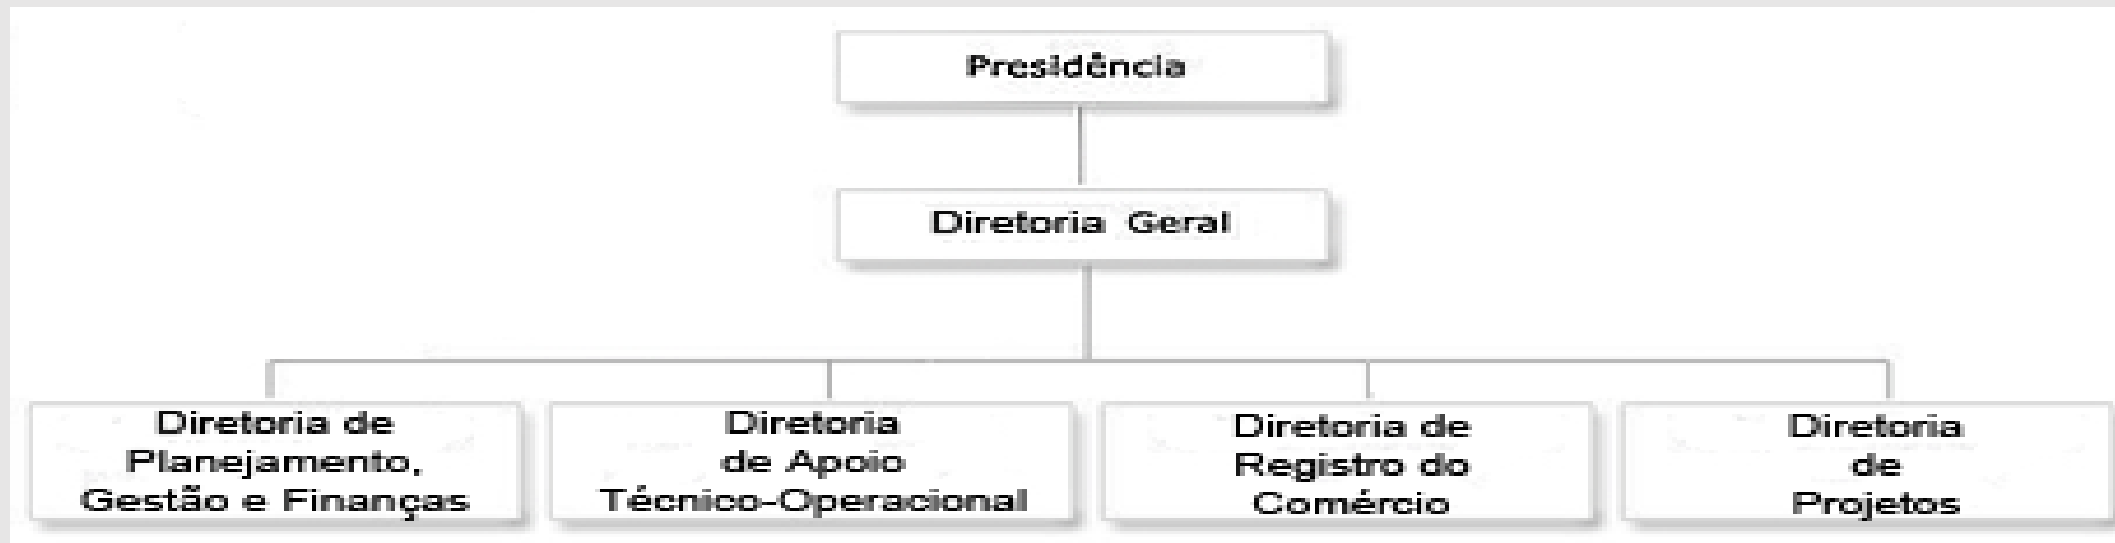 Presidência
Diretoria Geral
Diretoria de
Planejamento,
Gestão e Finanças
Diretoria
de Apoio
Técnico-Operacional
Diretoria de
Registro do
Comércio
Diretoria
de
Projetos